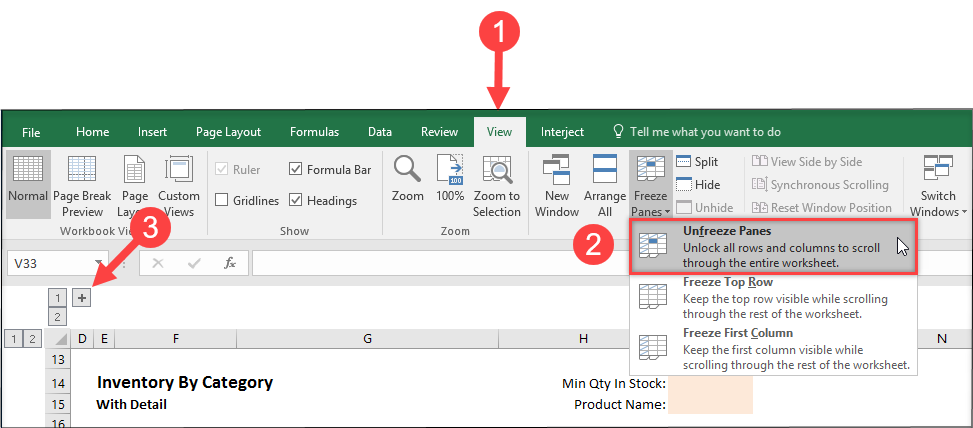 1
File Home Insert Page Layout Formulas Data Review View Interject Tell me what you want to do
Normal
Page Break
Preview
Page
Custom
Views
Workbook
Ruler
Gridlines
Formula Bar
Headings
Show
Zoom
100%
100
Zoom to
Selection
Zoom
New
Window
Arrange
All
Freeze
Panes
Split
Hide
Unhide
View Side by Side
Synchronous Scrolling
Reset Window Position
Switch
Windows
3
2
Unfreeze Panes
Unlock all rows and columns to scroll
through the entire worksheet.
Freeze Top Row
Keep the top row visible while scrolling
through the rest of the worksheet.
Freeze First Column
Keep the first column visible while
scrolling through the rest of the worksheet.
V33 fx
1 +
2
1 2 D E F G H N
13
14 Inventory By Category Min Qty In Stock:
15 With Detail Product Name:
16